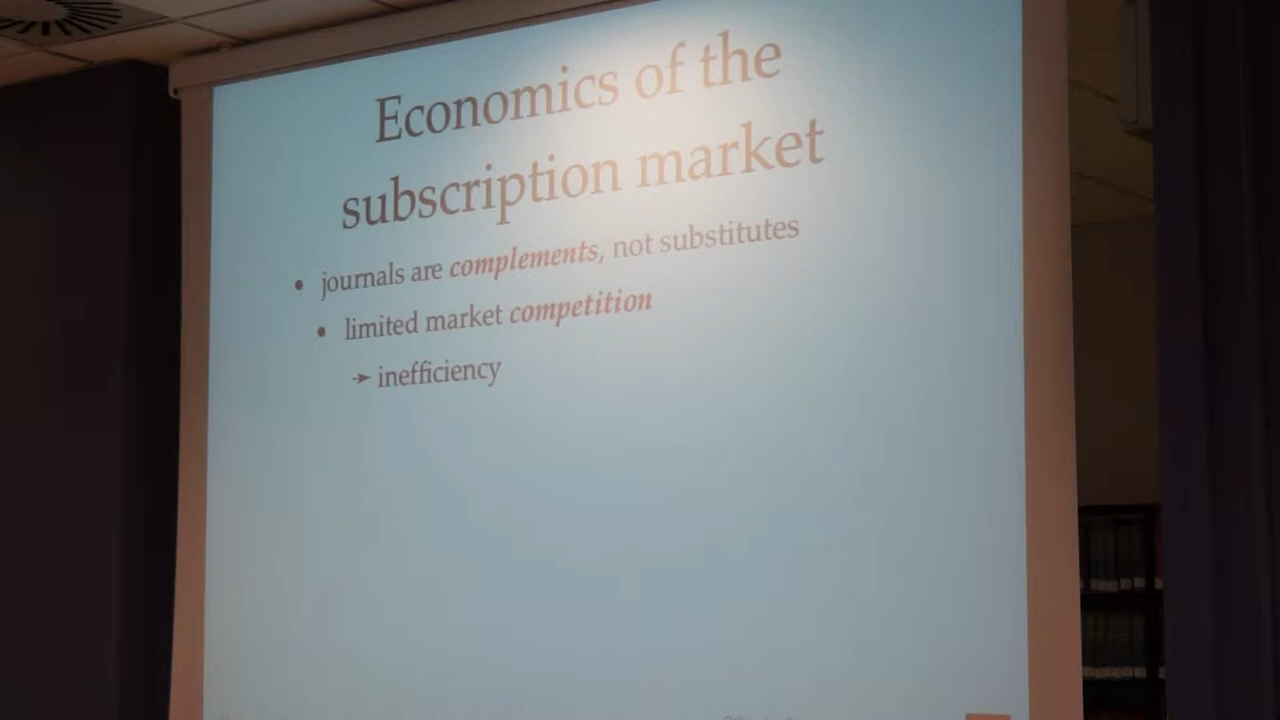 Economics of the
subscription market
• journals are complements, not substitutes
• limited market competition
→ inefficiency